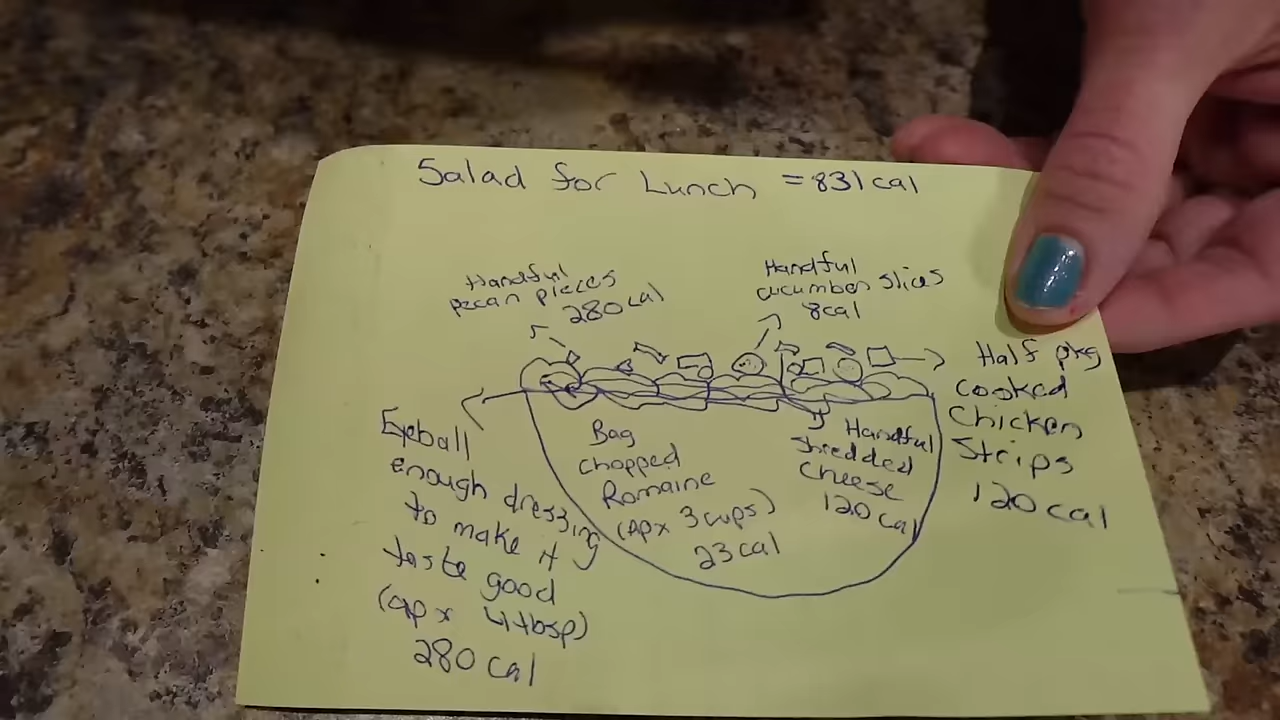 Salad for Lunch = 831 cal
Handful
pecan pieces
280 cal
Handful
cucumber slices
8 cal
Half pkg
Cooked
Chicken
Strips
120 cal
Eyeball
enough dressing
to make it
taste good
(apx 4 tbsp)
280 cal
Bag
chopped
Romaine
(apx 3 cups)
23 cal
Handful
Shredded
Cheese
120 cal